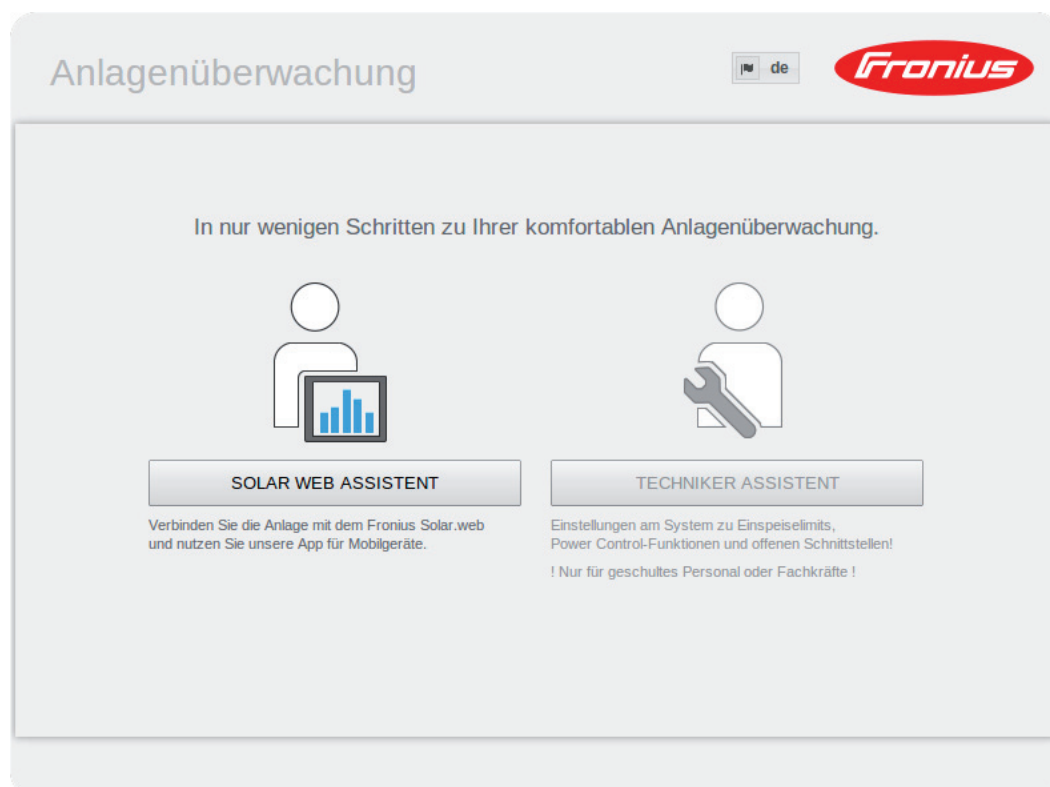 Anlagenüberwachung
de
Fronius
In nur wenigen Schritten zu Ihrer komfortablen Anlagenüberwachung.
SOLAR WEB ASSISTENT
Verbinden Sie die Anlage mit dem Fronius Solar.web
und nutzen Sie unsere App für Mobilgeräte.
TECHNIKER ASSISTENT
Einstellungen am System zu Einspeiselimits,
Power Control-Funktionen und offenen Schnittstellen!
! Nur für geschultes Personal oder Fachkräfte !